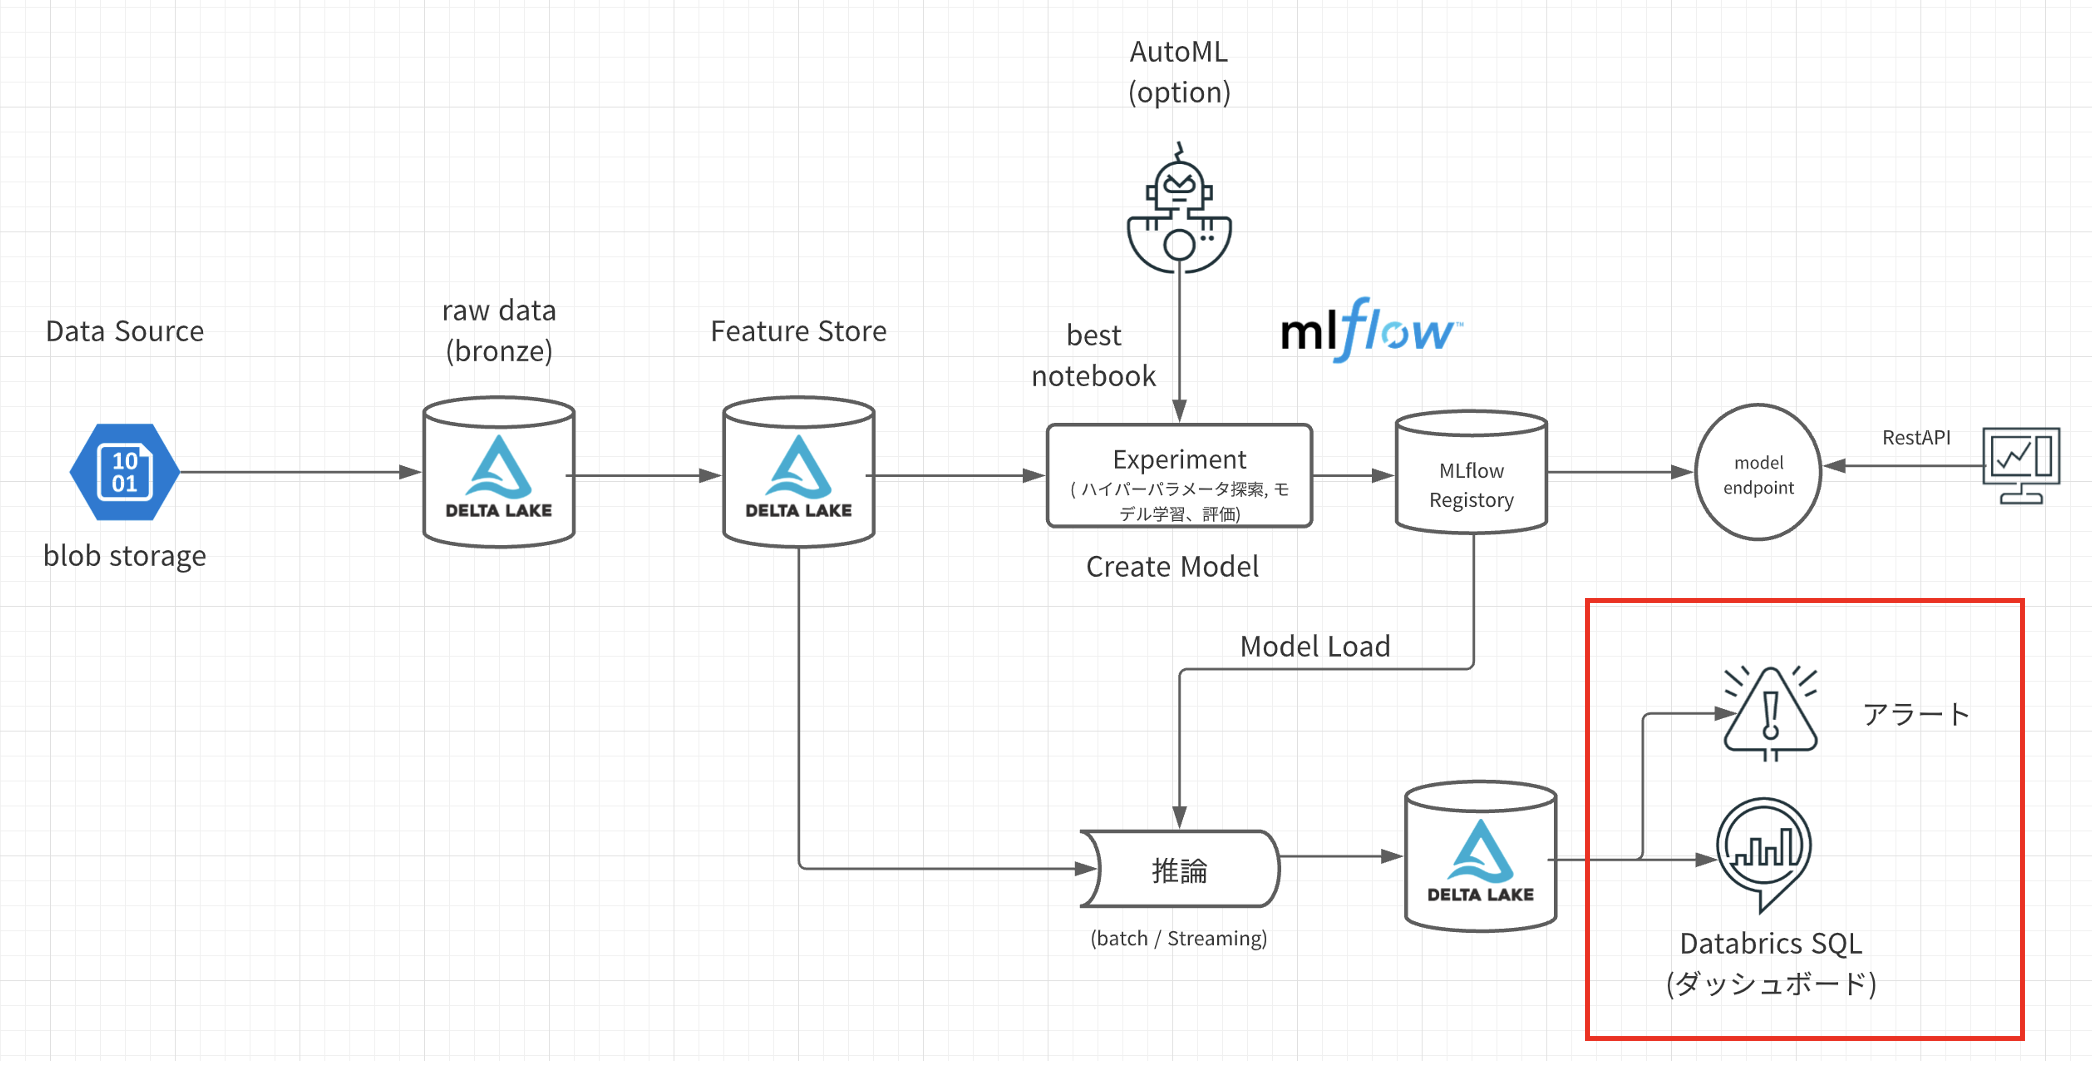 AutoML
(option)
best
notebook
mlflow™
Data Source
raw data
(bronze)
Feature Store
10
01
blob storage
DELTA LAKE
DELTA LAKE
Experiment
( ハイパーパラメータ探索, モ
デル学習、評価)
Create Model
MLflow
Registory
model
endpoint
RestAPI
Model Load
推論
(batch / Streaming)
DELTA LAKE
アラート
Databrics SQL
(ダッシュボード)